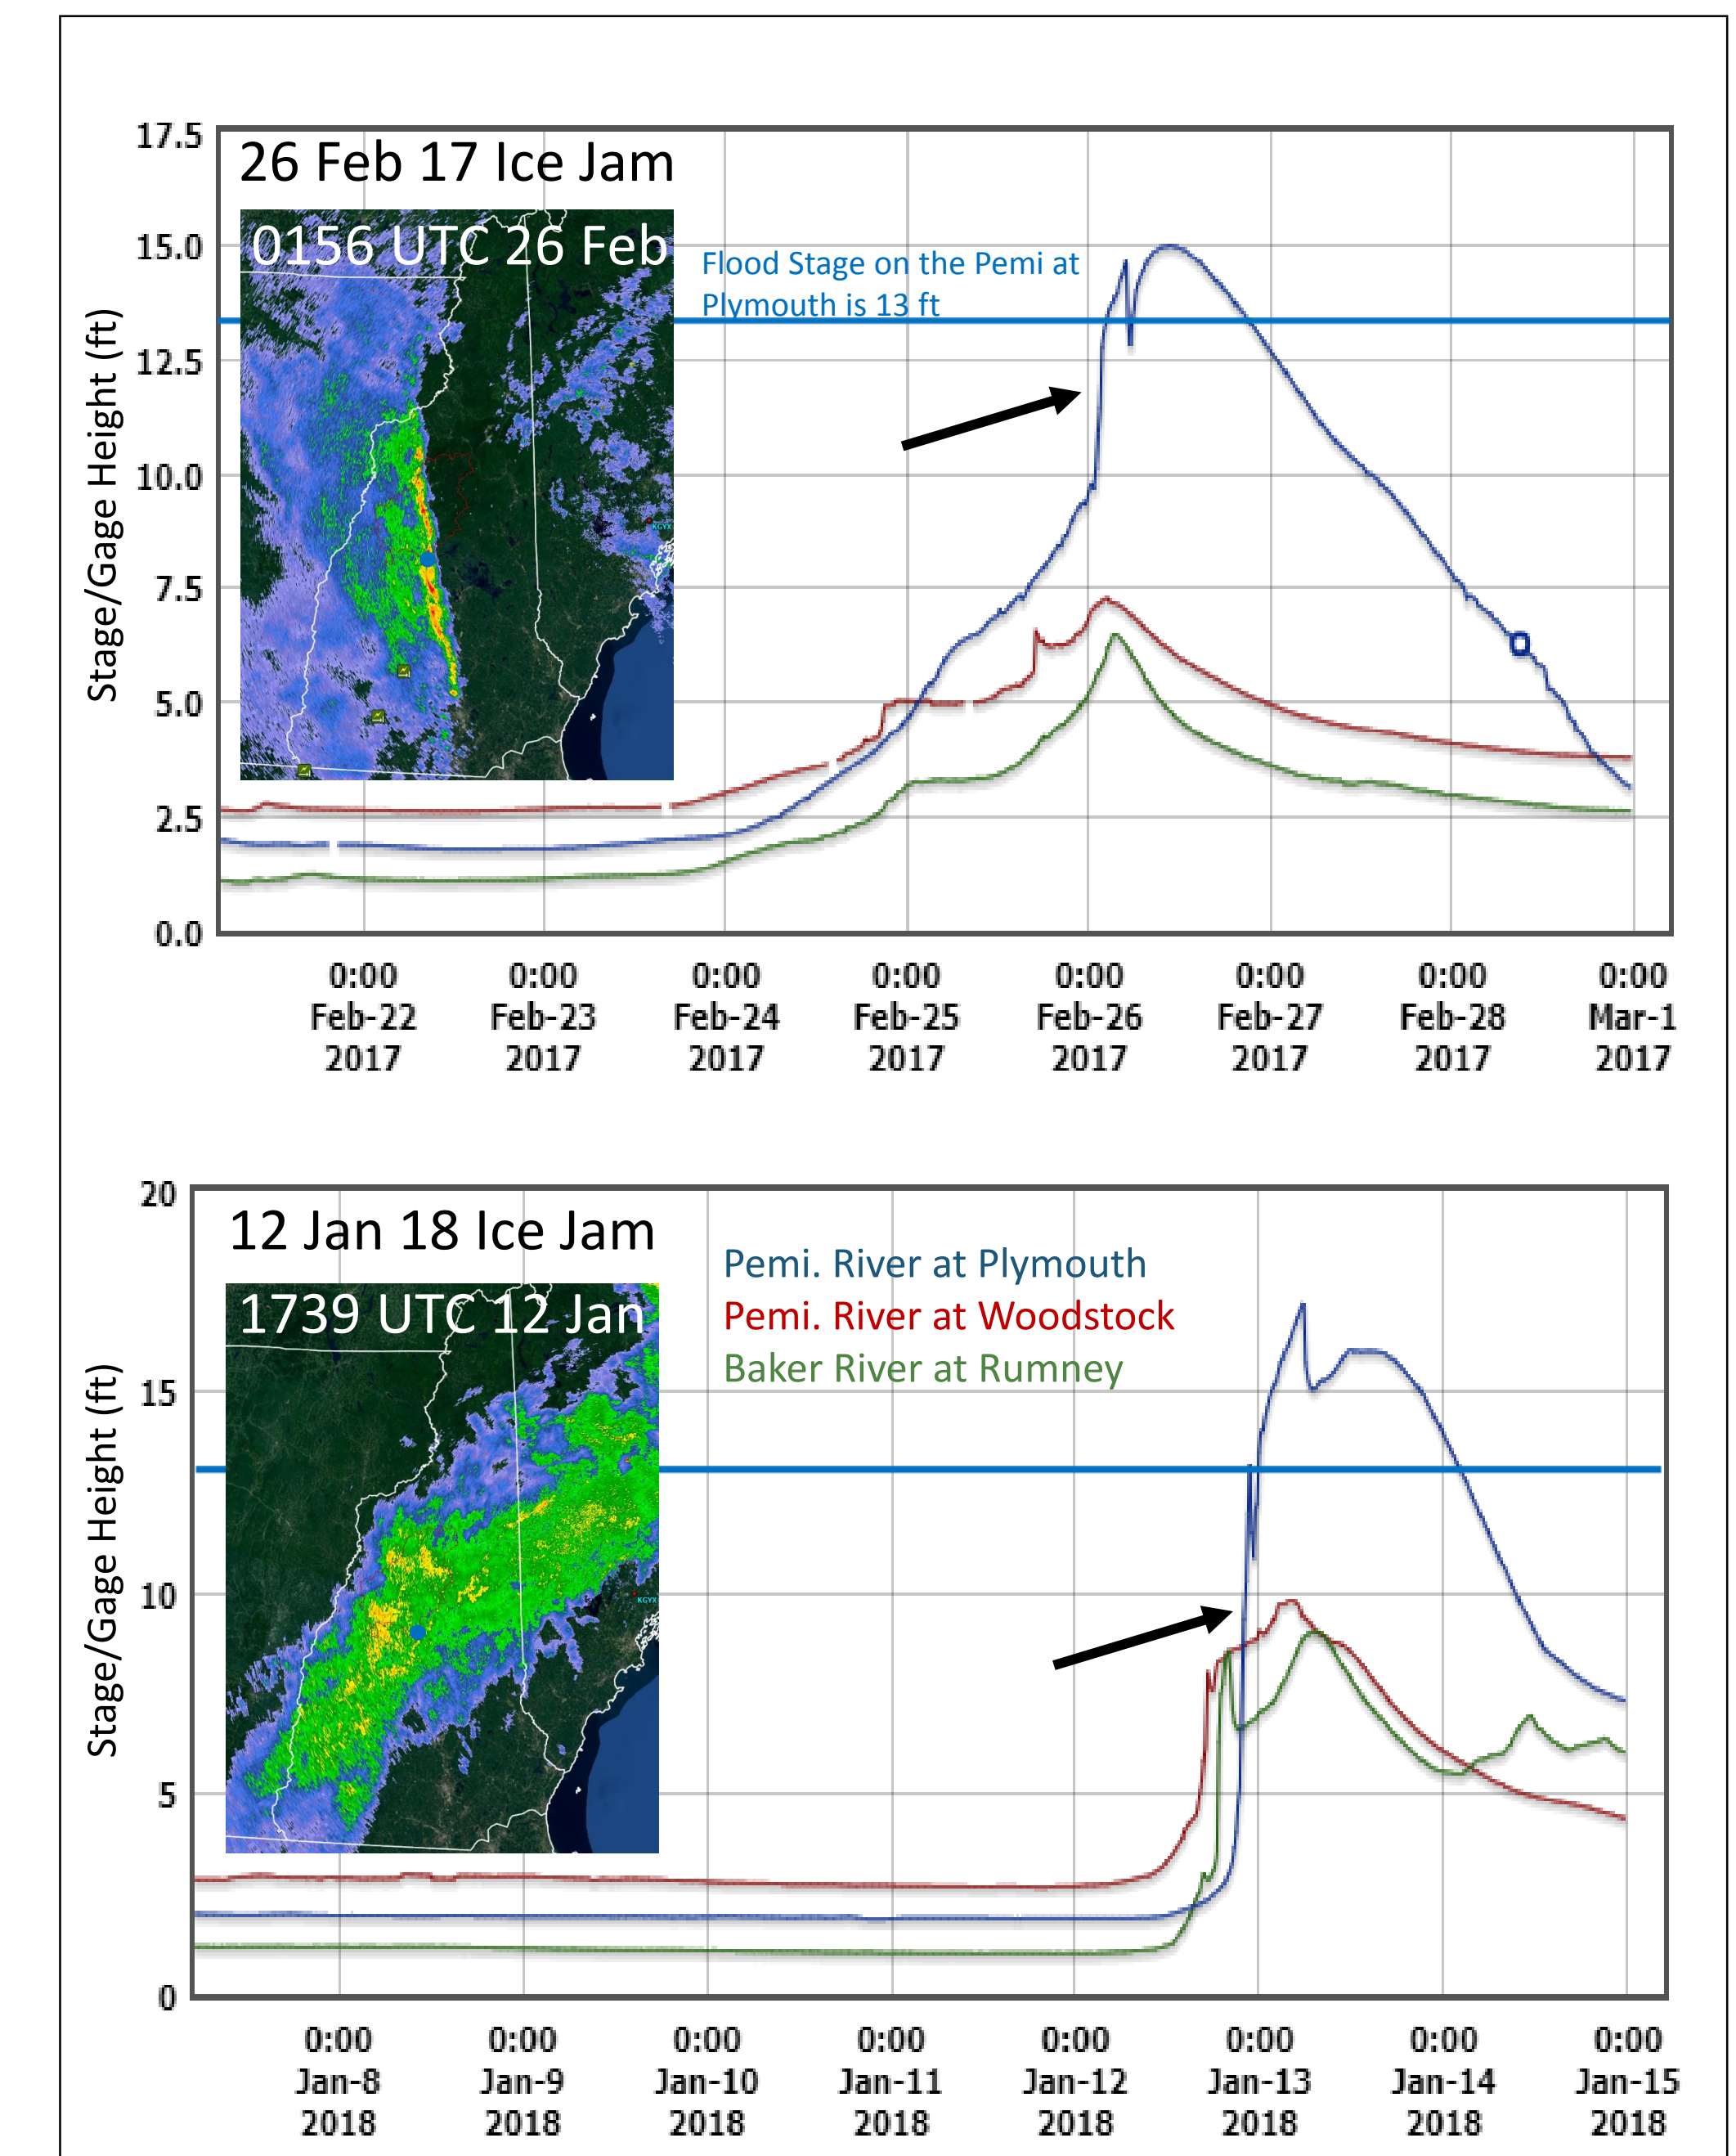 17.5
15.0
12.5
10.0
7.5
5.0
2.5
0.0
Stage/Gage Height (ft)
26 Feb 17 Ice Jam
0156 UTC 26 Feb
KGYX
Flood Stage on the Pemi at
Plymouth is 13 ft
0:00 0:00 0:00 0:00 0:00 0:00 0:00 0:00
Feb-22 Feb-23 Feb-24 Feb-25 Feb-26 Feb-27 Feb-28 Mar-1
2017 2017 2017 2017 2017 2017 2017 2017
20
15
10
5
0
Stage/Gage Height (ft)
12 Jan 18 Ice Jam
1739 UTC 12 Jan
KGYX
Pemi. River at Plymouth
Pemi. River at Woodstock
Baker River at Rumney
0:00 0:00 0:00 0:00 0:00 0:00 0:00 0:00
Jan-8 Jan-9 Jan-10 Jan-11 Jan-12 Jan-13 Jan-14 Jan-15
2018 2018 2018 2018 2018 2018 2018 2018